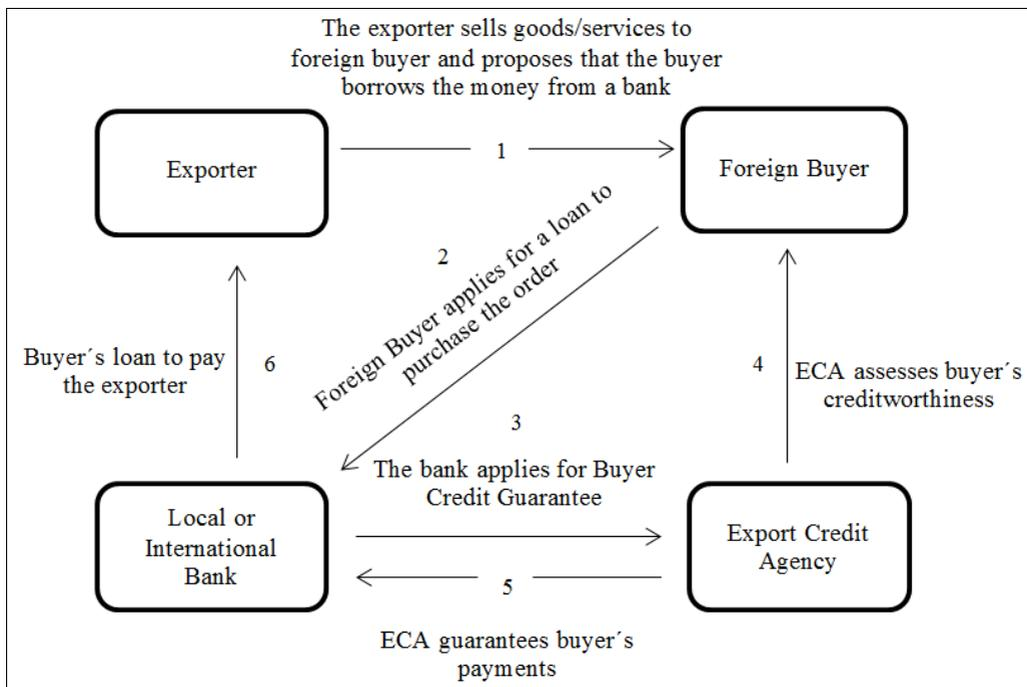 The exporter sells goods/services to
foreign buyer and proposes that the buyer
borrows the money from a bank
Exporter
1
Foreign Buyer
2
Foreign Buyer applies for a loan to
purchase the order
Buyer´s loan to pay
the exporter
6
4
ECA assesses buyer´s
creditworthiness
3
The bank applies for Buyer
Credit Guarantee
Local or
International
Bank
Export Credit
Agency
5
ECA guarantees buyer´s
payments